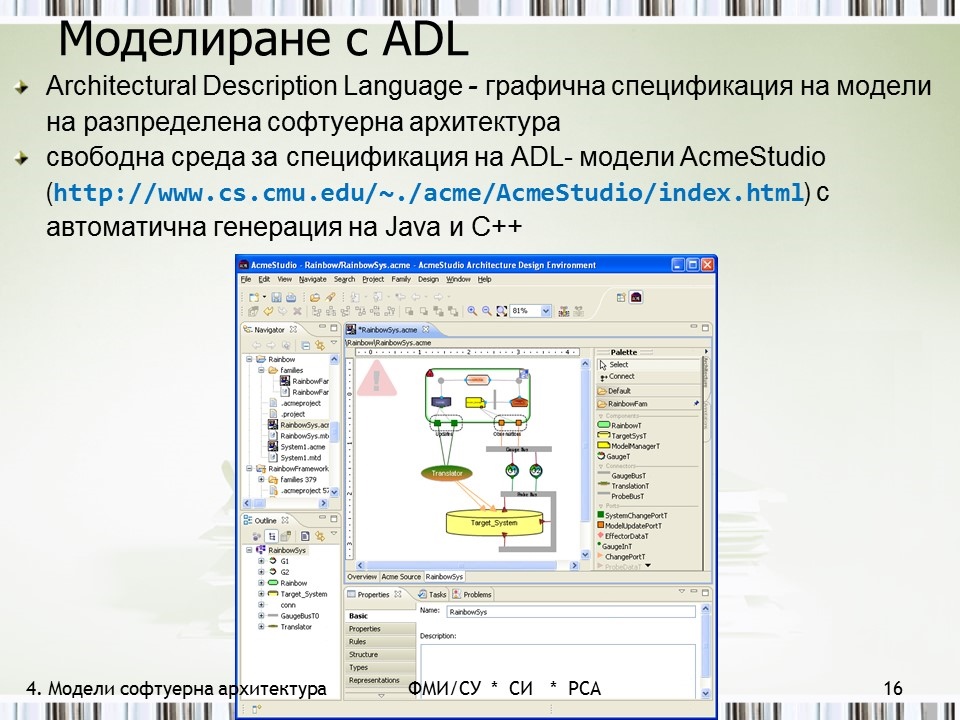 Моделиране с ADL
Architectural Description Language - графична спецификация на модели
на разпределена софтуерна архитектура
свободна среда за спецификация на ADL- модели AcmeStudio
(http://www.cs.cmu.edu/~./acme/AcmeStudio/index.html) с
автоматична генерация на Java и C++
AcmeStudio - Rainbow/RainbowSys.acme - AcmeStudio Architecture Design Environment
File Edit View Navigate Search Project Family Design Window Help
81%
Navigator
Rainbow
families
RainbowFar
RainbowFar
.acmeproject
.project
RainbowSys.acr
RainbowSys.mtd
System1.acme
System1.mtd
RainbowFramework
families 379
.acmeproject 57
Outline
RainbowSys
G1
G2
Rainbow
Target_System
conn
GaugeBusT0
Translator
*RainbowSys.acme
/Rainbow/RainbowSys.acme
Updates
Gauge Bus
Translator
Probe Bus
Target_System
Overview Acme Source RainbowSys
Palette
Select
Connect
Default
RainbowFam
Components
RainbowT
TargetSysT
ModelManagerT
GaugeT
Connectors
GaugeBusT
TranslationT
ProbeBusT
Ports
SystemChangePortT
ModelUpdatePortT
EffectorDataT
GaugeInT
ChangePortT
ProbeDataT
Properties Tasks Problems
Basic
Properties
Rules
Structure
Types
Representations
Name: RainbowSys
Description:
4. Модели софтуерна архитектура ФМИ/СУ * СИ * РСА 16